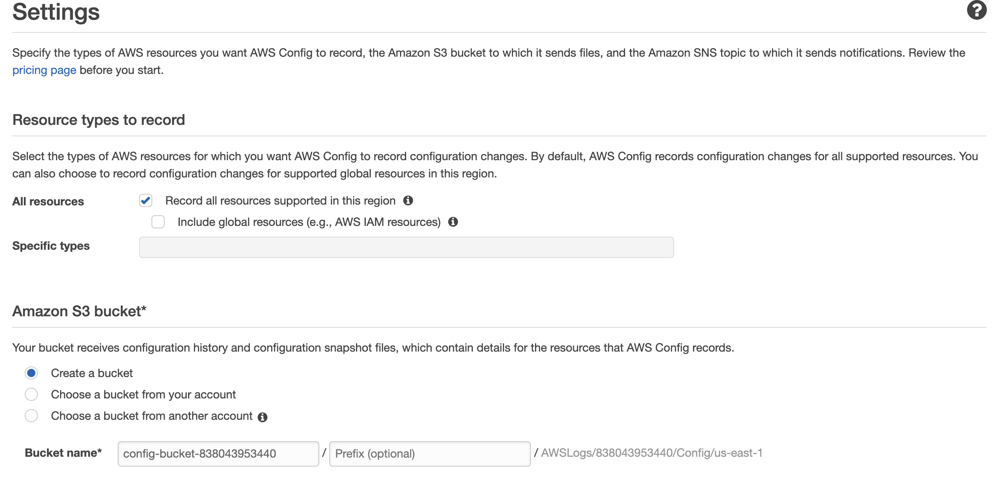 Settings
Specify the types of AWS resources you want AWS Config to record, the Amazon S3 bucket to which it sends files, and the Amazon SNS topic to which it sends notifications. Review the
pricing page before you start.
Resource types to record
Select the types of AWS resources for which you want AWS Config to record configuration changes. By default, AWS Config records configuration changes for all supported resources. You
can also choose to record configuration changes for supported global resources in this region.
All resources Record all resources supported in this region
Include global resources (e.g., AWS IAM resources)
Specific types
Amazon S3 bucket*
Your bucket receives configuration history and configuration snapshot files, which contain details for the resources that AWS Config records.
Create a bucket
Choose a bucket from your account
Choose a bucket from another account
Bucket name* config-bucket-838043953440 / Prefix (optional) / AWSLogs/838043953440/Config/us-east-1